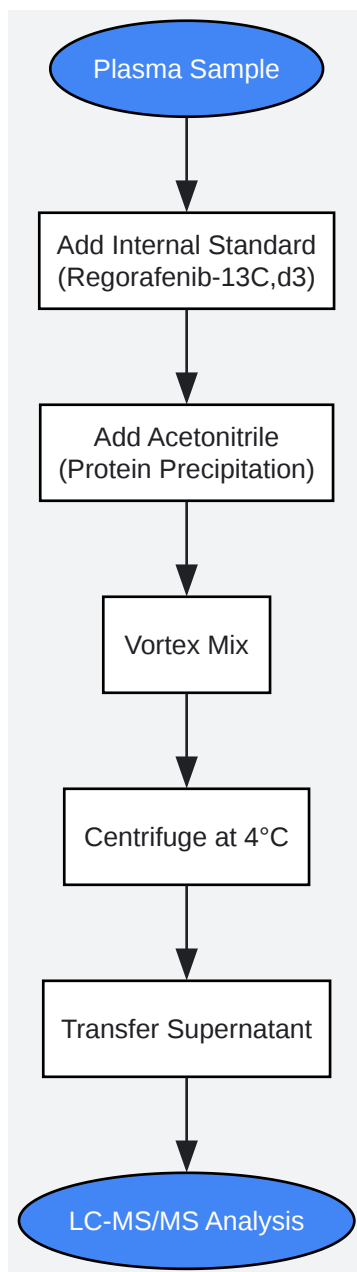 Plasma Sample
Add Internal Standard
(Regorafenib-13C,d3)
Add Acetonitrile
(Protein Precipitation)
Vortex Mix
Centrifuge at 4°C
Transfer Supernatant
LC-MS/MS Analysis